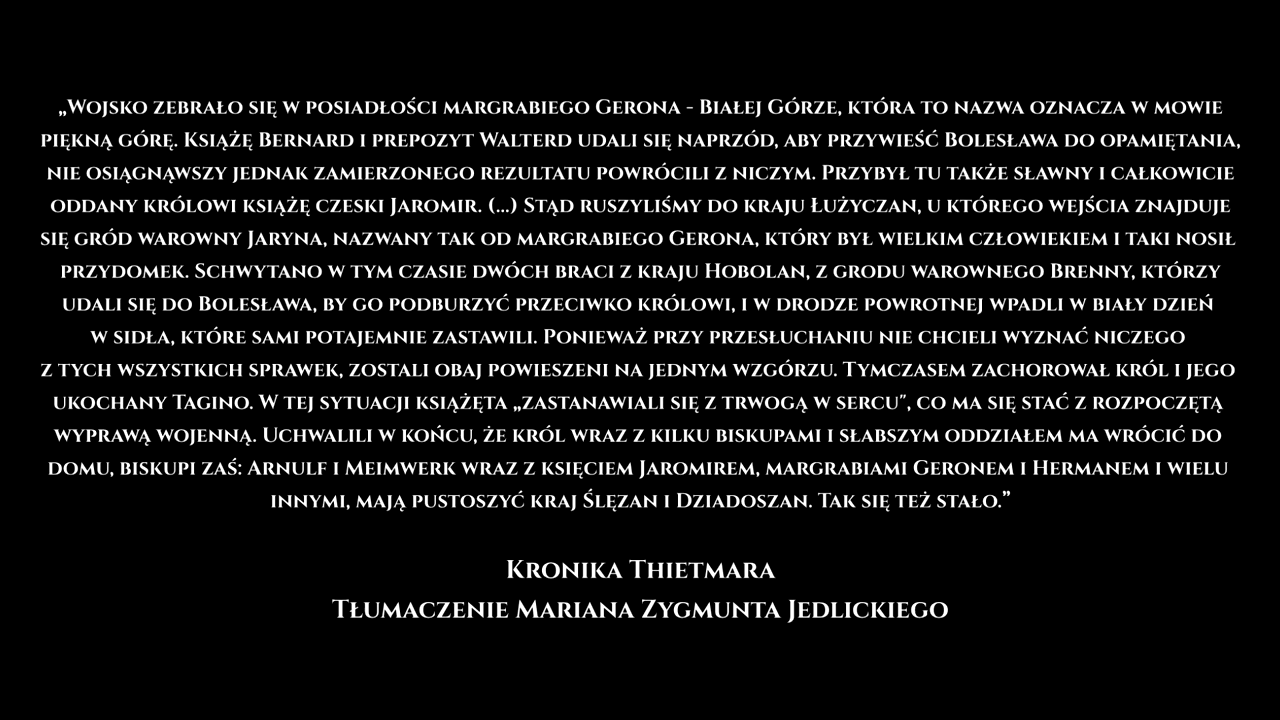 „Wojsko zebrało się w posiadłości margrabiego Gerona - Białej Górze, która to nazwa oznacza w mowie
piękną górę. Książę Bernard i prepozyt Walterd udali się naprzód, aby przywieść Bolesława do opamiętania,
nie osiągnąwszy jednak zamierzonego rezultatu powrócili z niczym. Przybył tu także sławny i całkowicie
oddany królowi książę czeski Jaromir. (...) Stąd ruszyliśmy do kraju Łużyczan, u którego wejścia znajduje
się gród warowny Jaryna, nazwany tak od margrabiego Gerona, który był wielkim człowiekiem i taki nosił
przydomek. Schwytano w tym czasie dwóch braci z kraju Hobolan, z grodu warownego Brenny, którzy
udali się do Bolesława, by go podburzyć przeciwko królowi, i w drodze powrotnej wpadli w biały dzień
w sidła, które sami potajemnie zastawili. Ponieważ przy przesłuchaniu nie chcieli wyznać niczego
z tych wszystkich sprawek, zostali obaj powieszeni na jednym wzgórzu. Tymczasem zachorował król i jego
ukochany Tagino. W tej sytuacji książęta „zastanawiali się z trwogą w sercu", co ma się stać z rozpoczętą
wyprawą wojenną. Uchwalili w końcu, że król wraz z kilku biskupami i słabszym oddziałem ma wrócić do
domu, biskupi zaś: Arnulf i Meimwerk wraz z księciem Jaromirem, margrabiami Geronem i Hermanem i wielu
innymi, mają pustoszyć kraj Ślęzan i Dziadoszan. Tak się też stało.”
Kronika Thietmara
Tłumaczenie Mariana Zygmunta Jedlickiego